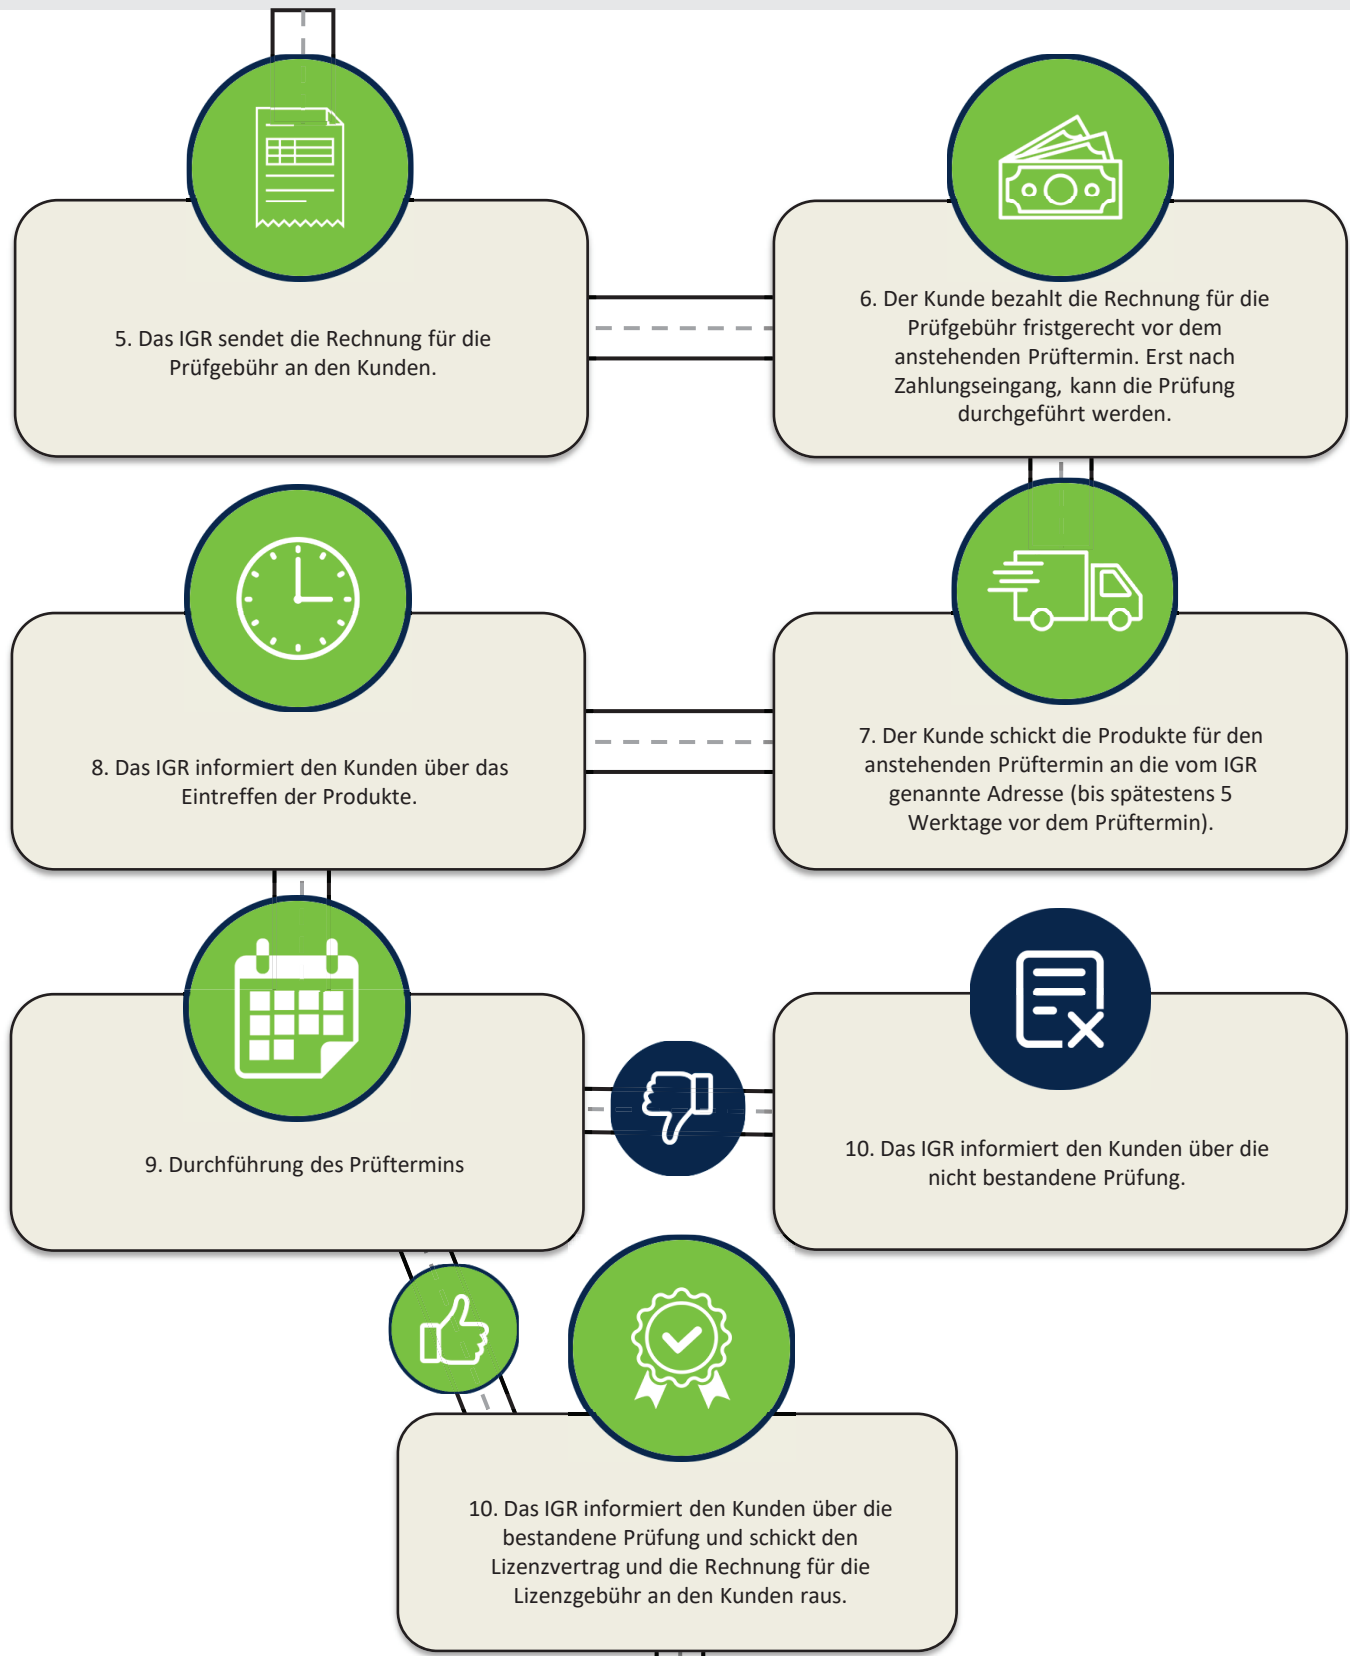 5. Das IGR sendet die Rechnung für die
Prüfgebühr an den Kunden.
6. Der Kunde bezahlt die Rechnung für die
Prüfgebühr fristgerecht vor dem
anstehenden Prüftermin. Erst nach
Zahlungseingang, kann die Prüfung
durchgeführt werden.
7. Der Kunde schickt die Produkte für den
anstehenden Prüftermin an die vom IGR
genannte Adresse (bis spätestens 5
Werktage vor dem Prüftermin).
8. Das IGR informiert den Kunden über das
Eintreffen der Produkte.
9. Durchführung des Prüftermins
10. Das IGR informiert den Kunden über die
nicht bestandene Prüfung.
10. Das IGR informiert den Kunden über die
bestandene Prüfung und schickt den
Lizenzvertrag und die Rechnung für die
Lizenzgebühr an den Kunden raus.